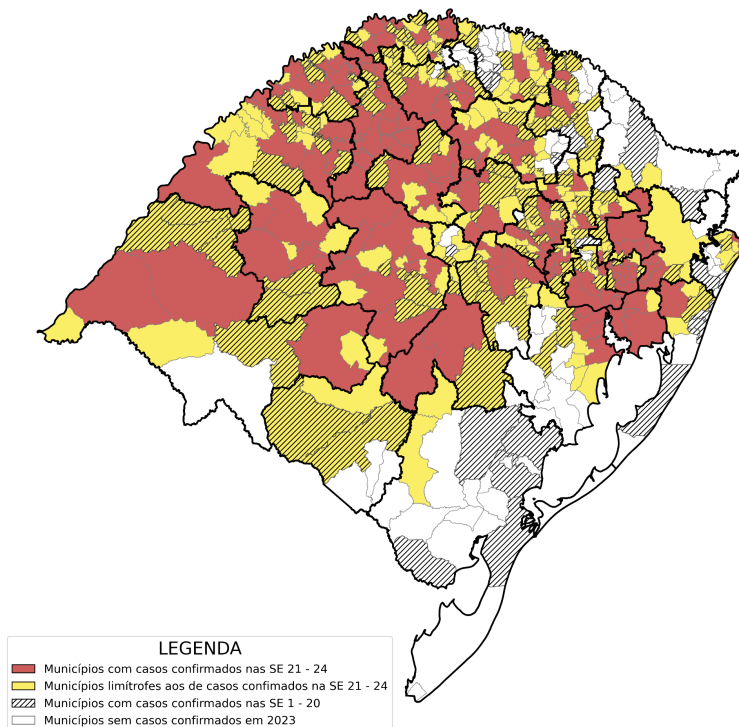 LEGENDA
Municípios com casos confirmados nas SE 21 - 24
Municípios limítrofes aos de casos confimados na SE 21 - 24
Municípios com casos confirmados nas SE 1 - 20
Municípios sem casos confirmados em 2023